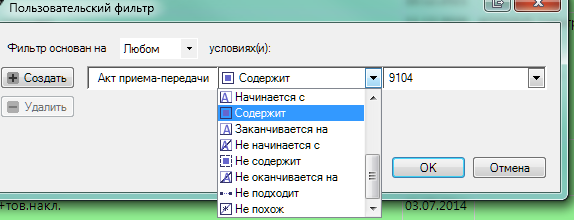 Пользовательский фильтр
Фильтр основан на Любом условиях(и):
Создать Акт приема-передачи Содержит 9104
Удалить
Начинается с
Содержит
Заканчивается на
Не начинается с
Не содержит
Не оканчивается на
Не подходит
Не похож
OK Отмена
+тов.накл. 03.07.2014